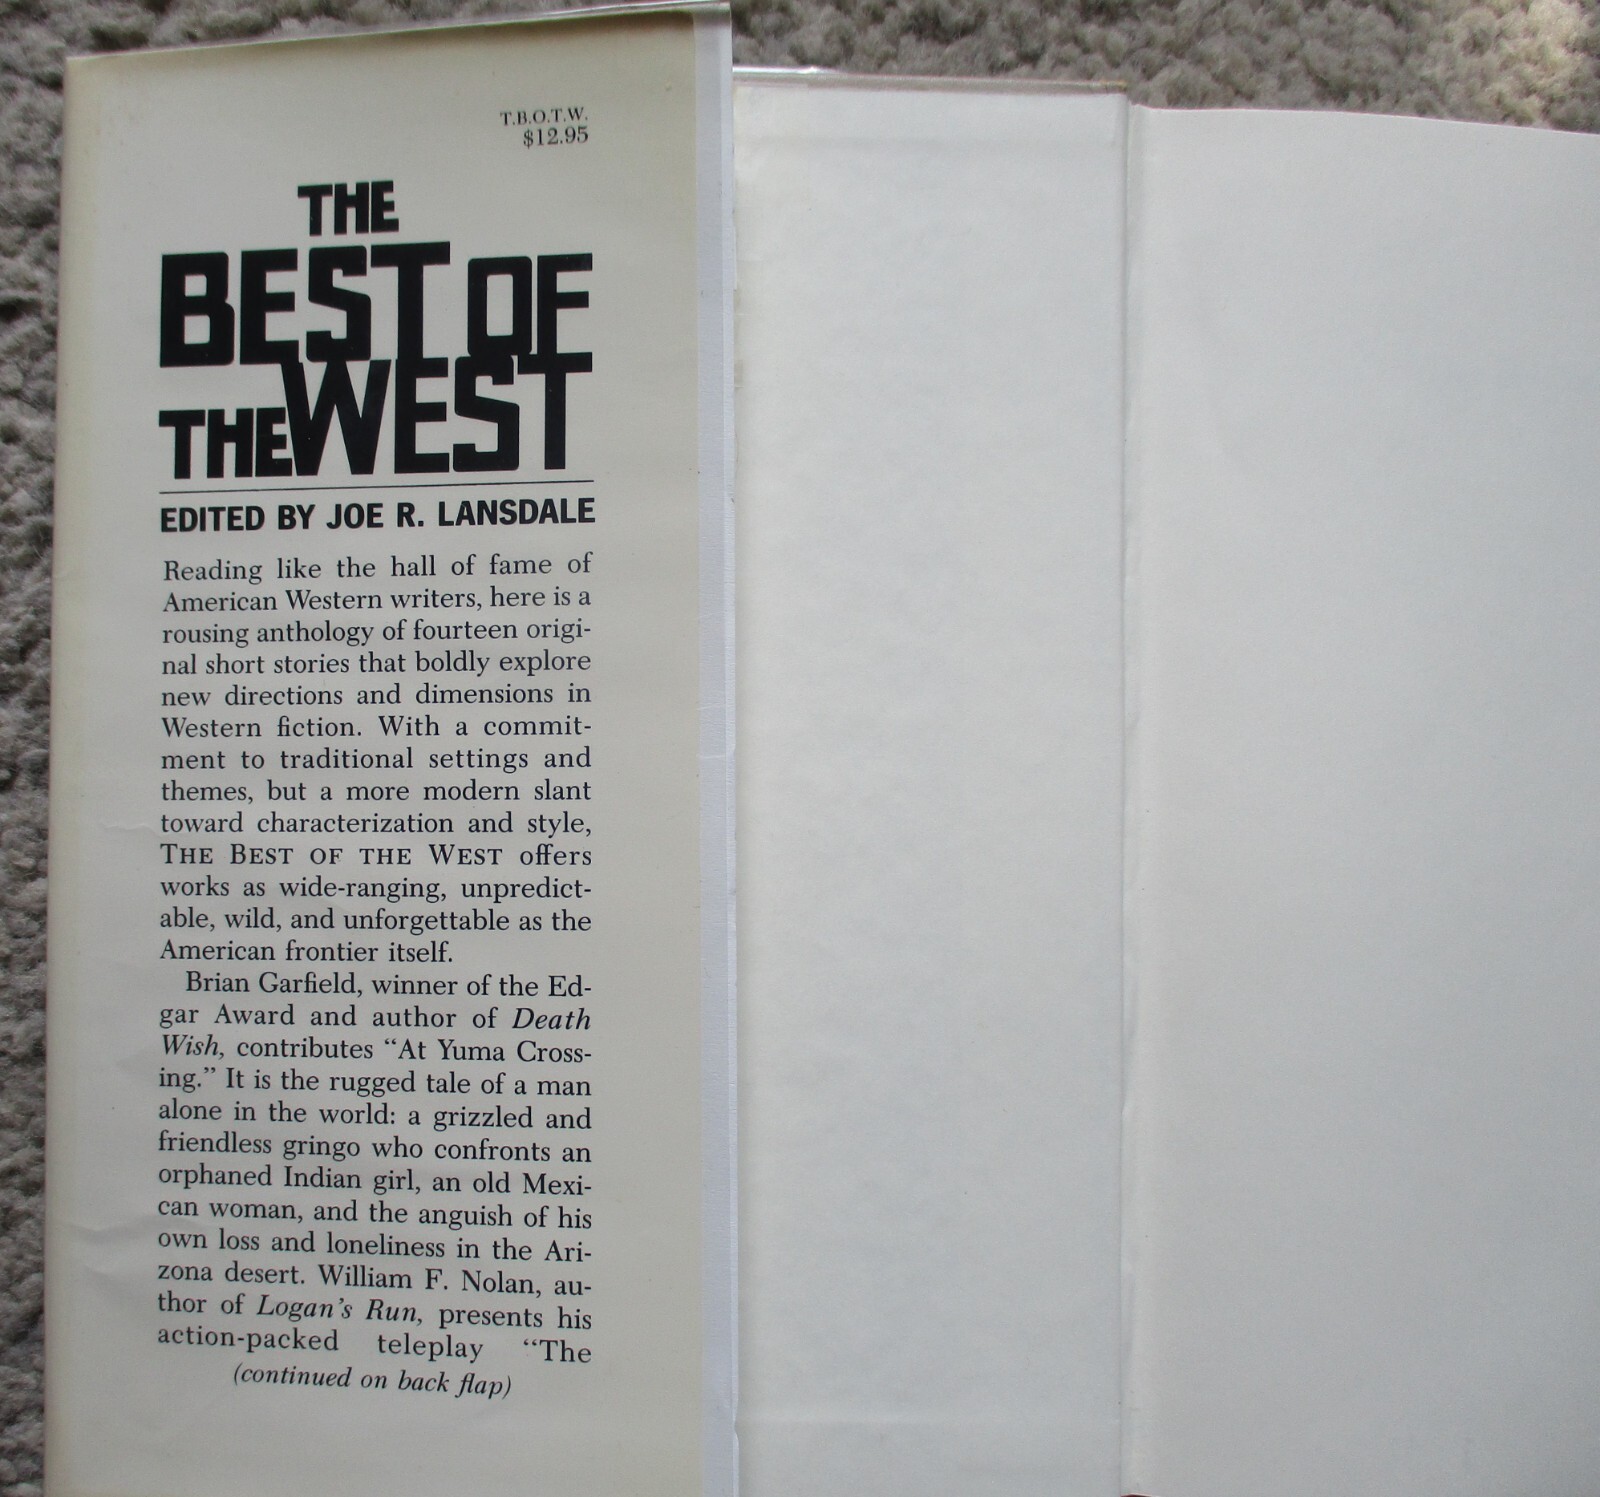 T.B.O.T.W.
$12.95
THE
BEST OF
THE WEST
EDITED BY JOE R. LANSDALE
Reading like the hall of fame of
American Western writers, here is a
rousing anthology of fourteen origi-
nal short stories that boldly explore
new directions and dimensions in
Western fiction. With a commit-
ment to traditional settings and
themes, but a more modern slant
toward characterization and style,
THE BEST OF THE WEST offers
works as wide-ranging, unpredict-
able, wild, and unforgettable as the
American frontier itself.
Brian Garfield, winner of the Ed-
gar Award and author of Death
Wish, contributes “At Yuma Cross-
ing.” It is the rugged tale of a man
alone in the world: a grizzled and
friendless gringo who confronts an
orphaned Indian girl, an old Mexi-
can woman, and the anguish of his
own loss and loneliness in the Ari-
zona desert. William F. Nolan, au-
thor of Logan’s Run, presents his
action-packed teleplay “The
(continued on back flap)